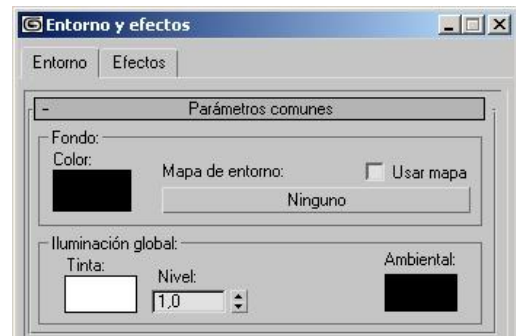 Entorno y efectos
Entorno Efectos
- Parámetros comunes
Fondo:
Color:
Mapa de entorno: Usar mapa
Ninguno
Iluminación global:
Tinta: Nivel: Ambiental:
1,0